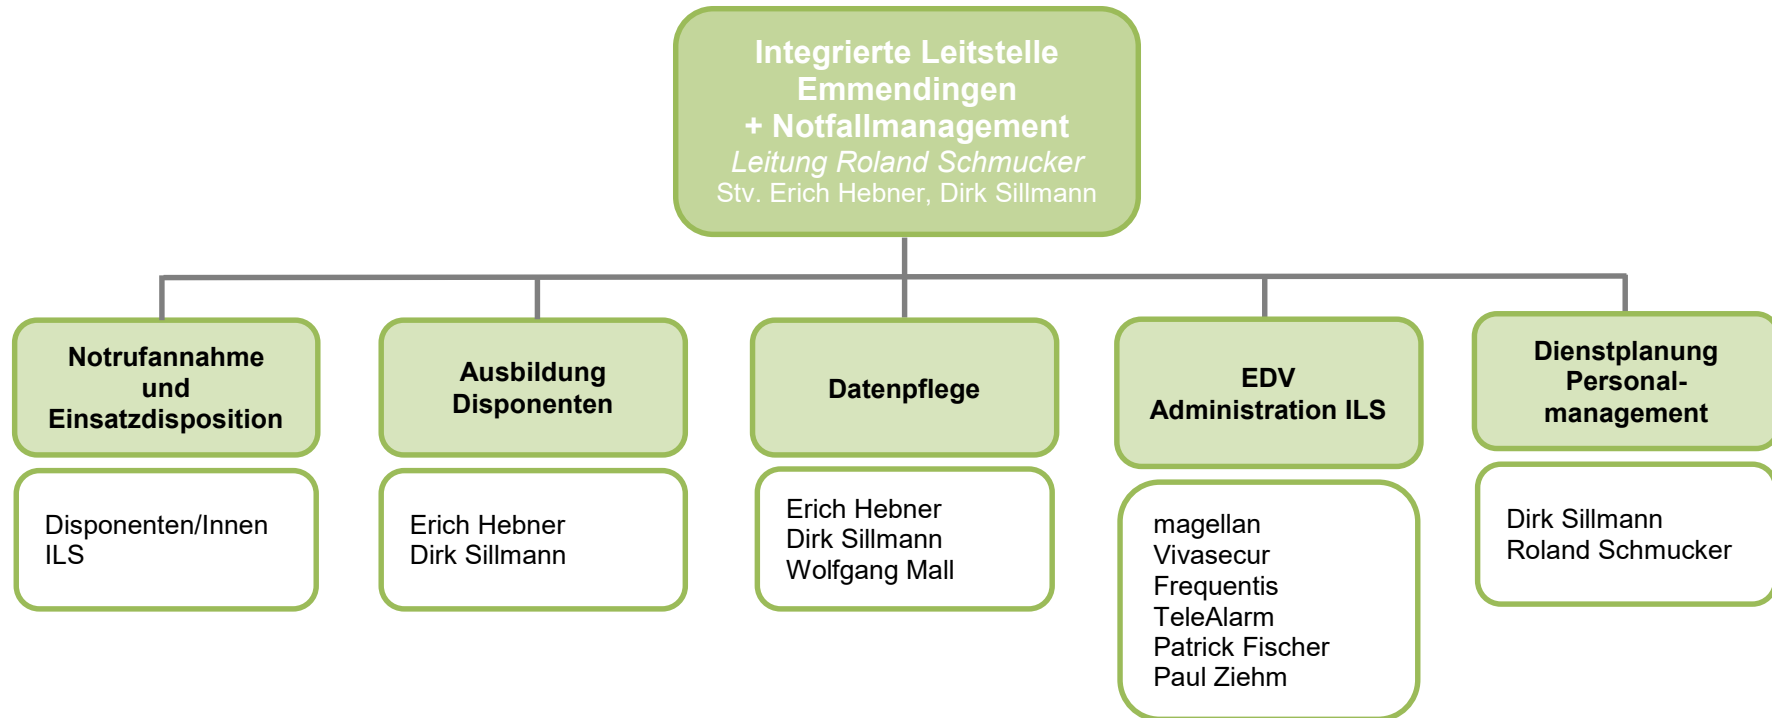 Integrierte Leitstelle
Emmendingen
+ Notfallmanagement
Leitung Roland Schmucker
Stv. Erich Hebner, Dirk Sillmann
Notrufannahme
und
Einsatzdisposition
Disponenten/Innen
ILS
Ausbildung
Disponenten
Erich Hebner
Dirk Sillmann
Datenpflege
Erich Hebner
Dirk Sillmann
Wolfgang Mall
EDV
Administration ILS
magellan
Vivasecur
Frequentis
TeleAlarm
Patrick Fischer
Paul Ziehm
Dienstplanung
Personal-
management
Dirk Sillmann
Roland Schmucker